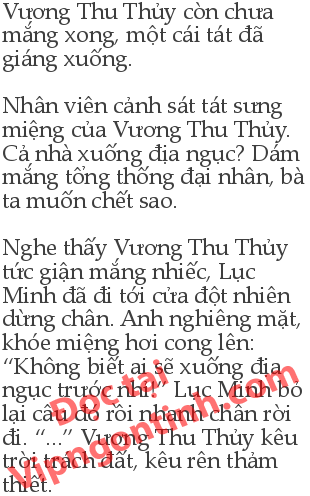 Vương Thu Thủy còn chưa
mắng xong, một cái tát đã
giáng xuống.
Nhân viên cảnh sát tát sưng
miệng của Vương Thu Thủy.
Cả nhà xuống địa ngục? Dám
mắng tổng thống đại nhân, bà
ta muốn chết sao.
Nghe thấy Vương Thu Thủy
tức giận mắng nhiếc, Lục
Minh đã đi tới cửa đột nhiên
dừng chân. Anh nghiêng mặt,
khóe miệng hơi cong lên:
“Không biết ai sẽ xuống địa
ngục trước nhỉ!” Lục Minh bỏ
lại câu đó rồi nhanh chân rời
đi. “...” Vương Thu Thủy kêu
trời trách đất, kêu rên thảm
thiết.
Đọc tại
Vipngontinh.com